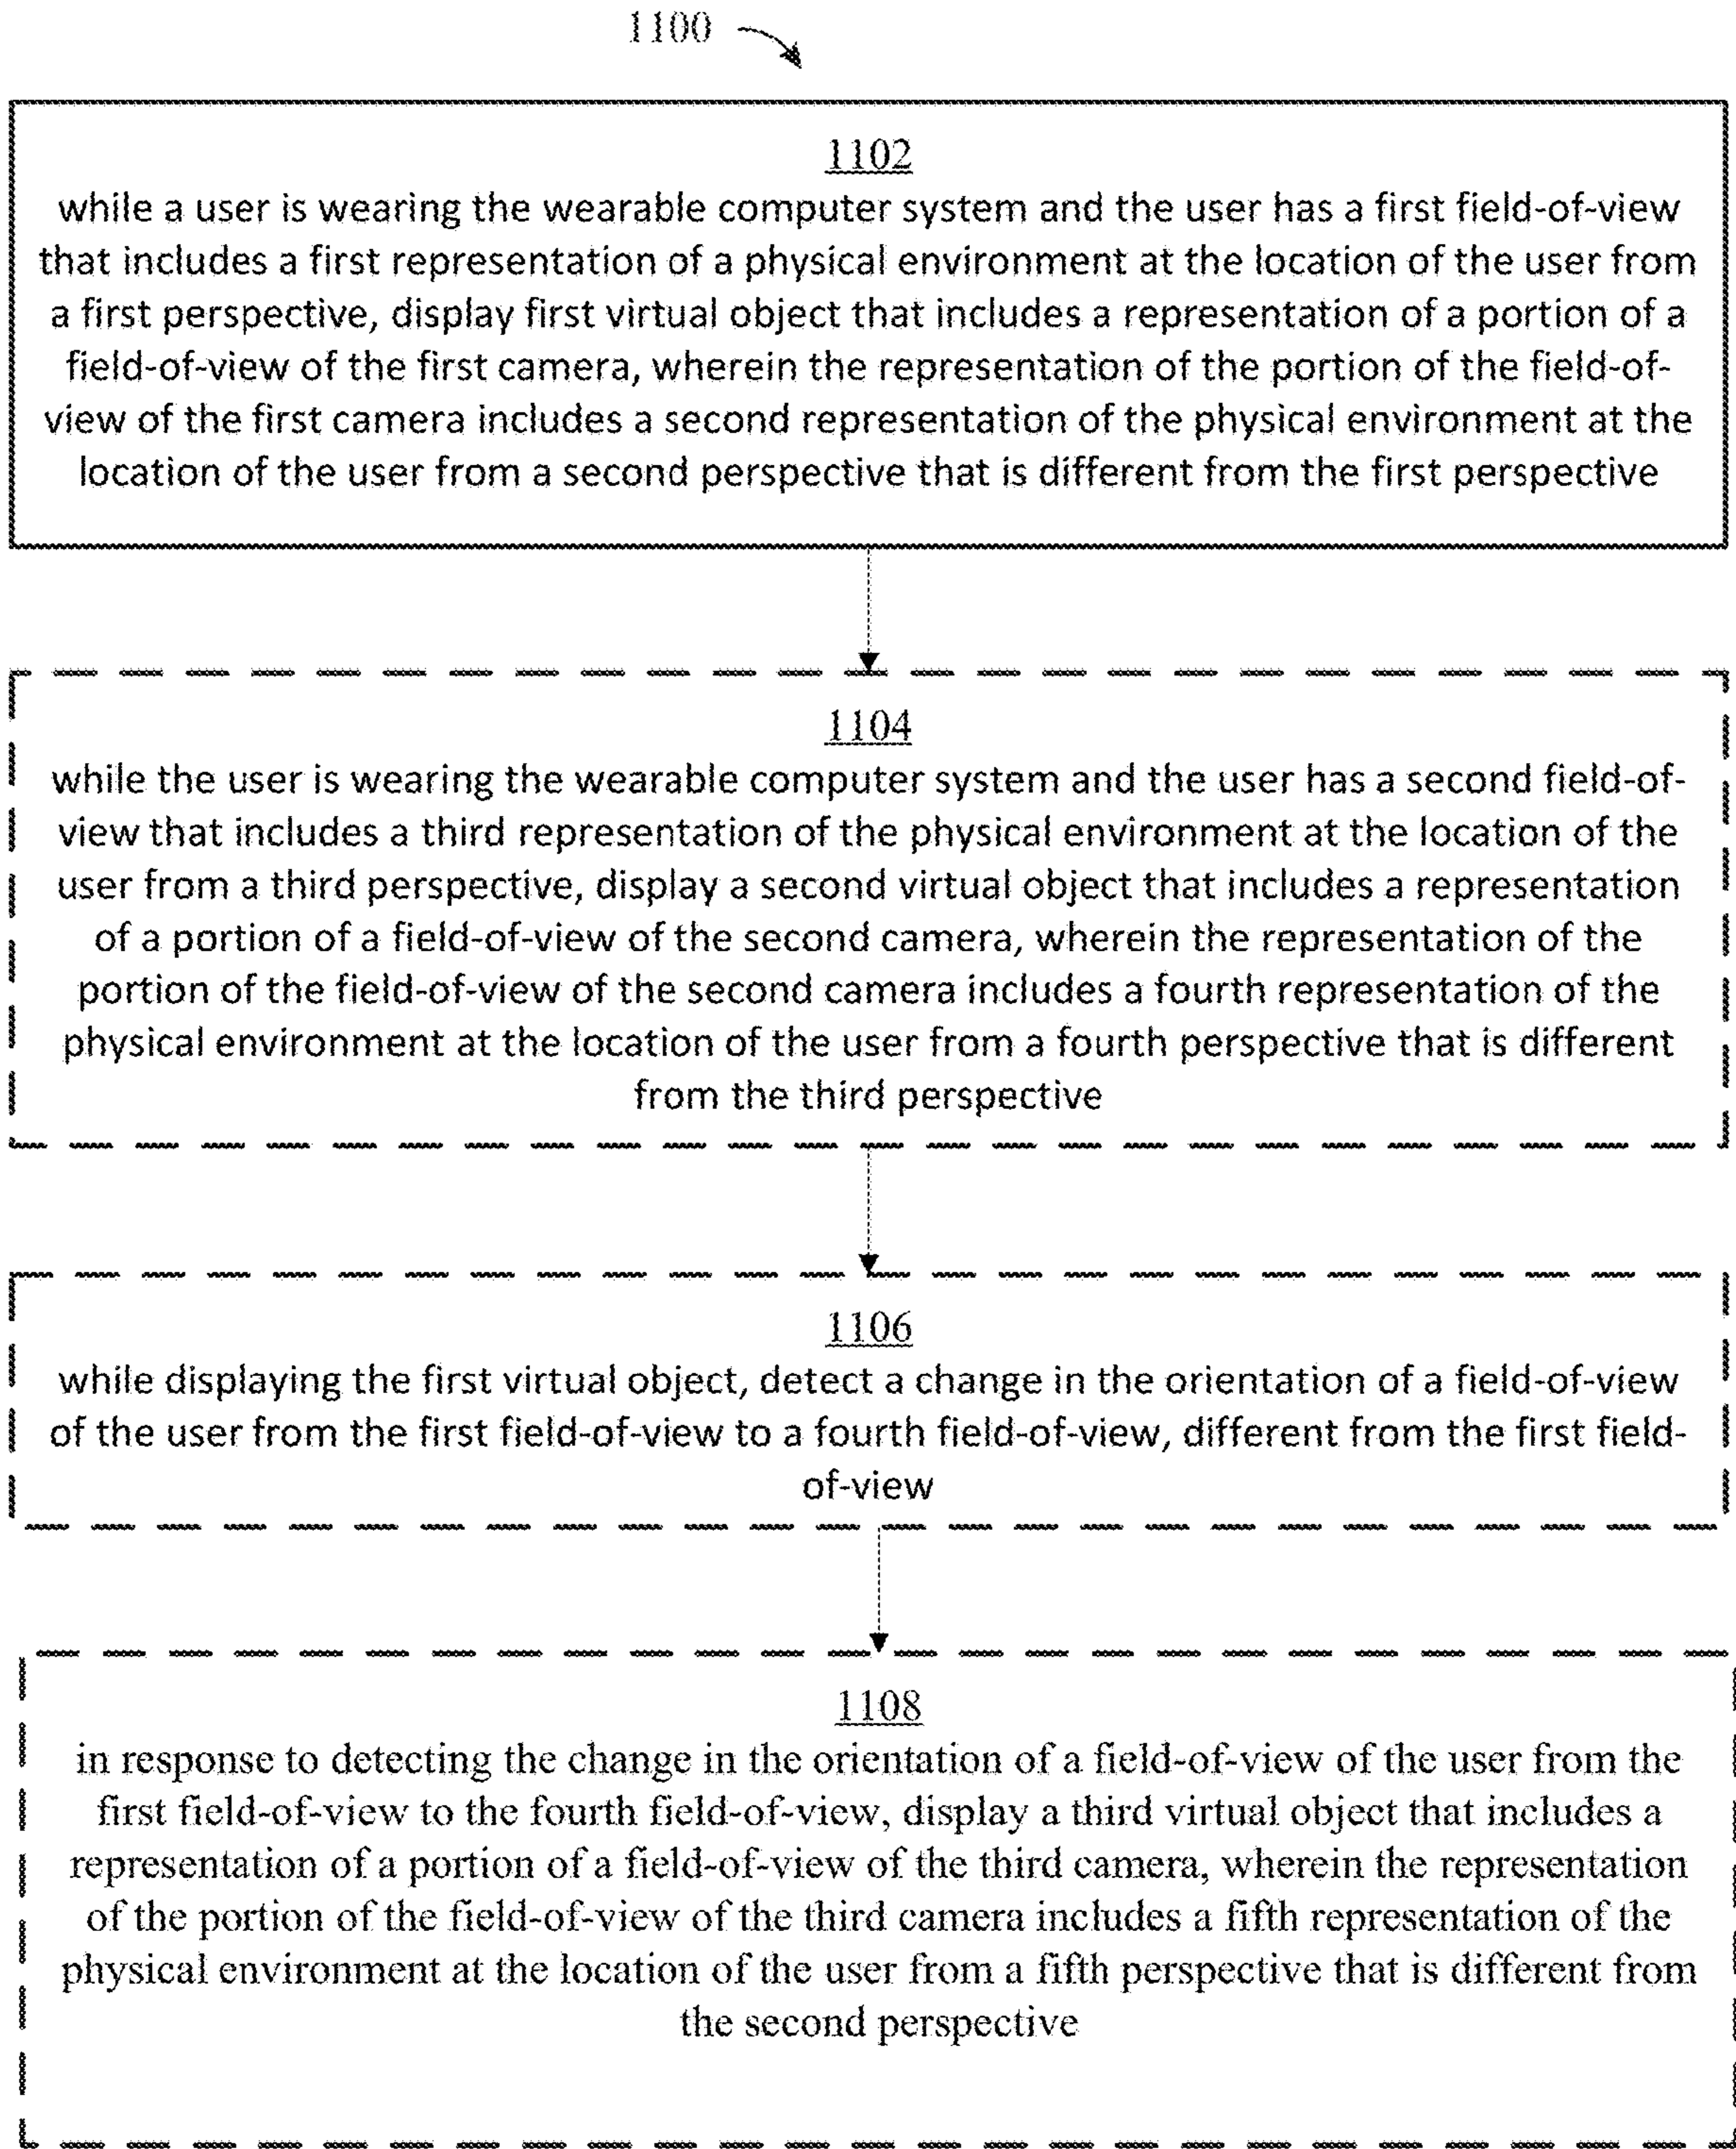 1100
1102
while a user is wearing the wearable computer system and the user has a first field-of-view
that includes a first representation of a physical environment at the location of the user from
a first perspective, display first virtual object that includes a representation of a portion of a
field-of-view of the first camera, wherein the representation of the portion of the field-of-
view of the first camera includes a second representation of the physical environment at the
location of the user from a second perspective that is different from the first perspective
1104
while the user is wearing the wearable computer system and the user has a second field-of-
view that includes a third representation of the physical environment at the location of the
user from a third perspective, display a second virtual object that includes a representation
of a portion of a field-of-view of the second camera, wherein the representation of the
portion of the field-of-view of the second camera includes a fourth representation of the
physical environment at the location of the user from a fourth perspective that is different
from the third perspective
1106
while displaying the first virtual object, detect a change in the orientation of a field-of-view
of the user from the first field-of-view to a fourth field-of-view, different from the first field-
of-view
1108
in response to detecting the change in the orientation of a field-of-view of the user from the
first field-of-view to the fourth field-of-view, display a third virtual object that includes a
representation of a portion of a field-of-view of the third camera, wherein the representation
of the portion of the field-of-view of the third camera includes a fifth representation of the
physical environment at the location of the user from a fifth perspective that is different from
the second perspective